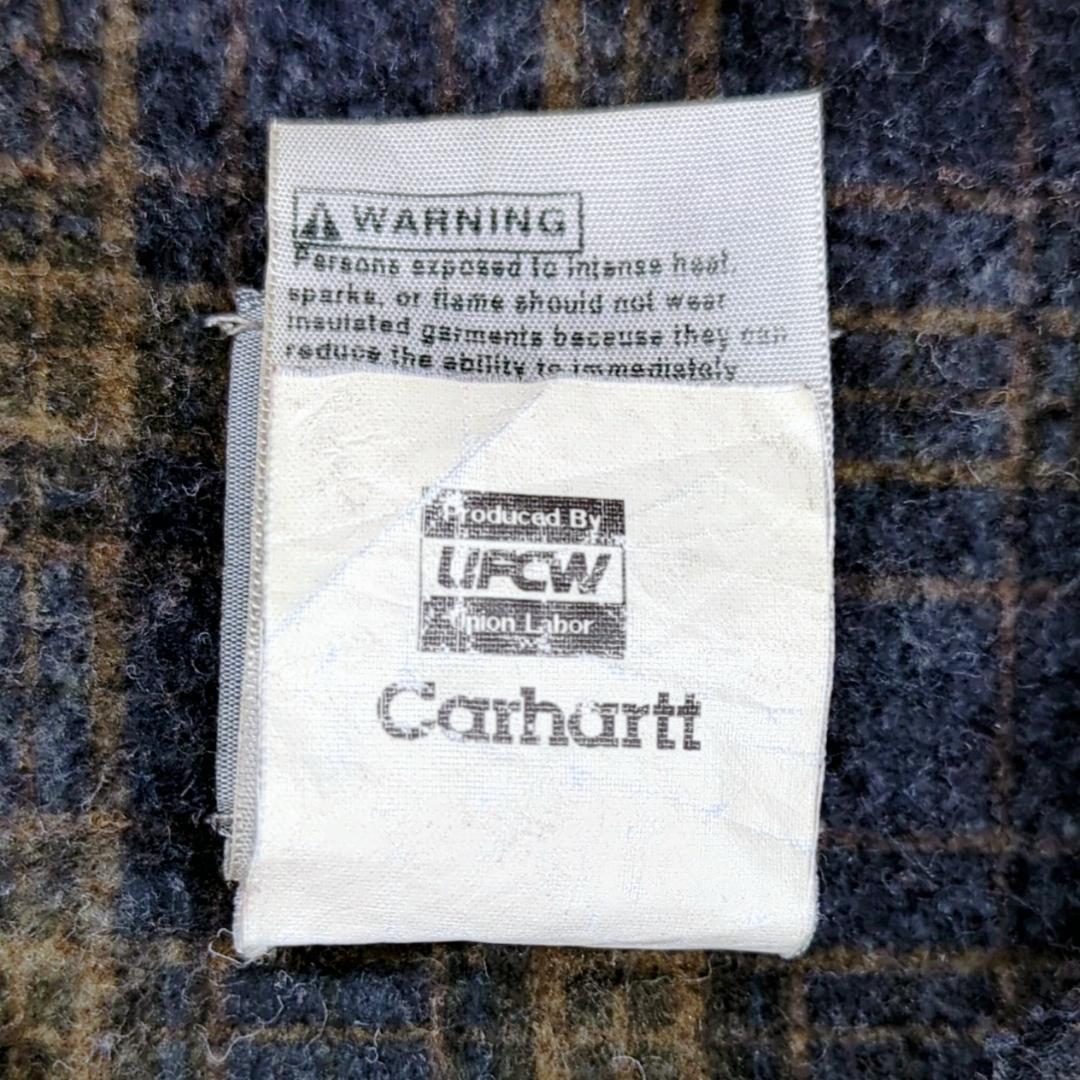 WARNING
Persons exposed to intense heat,
sparks, or flame should not wear
insulated garments because they can
reduce the ability to immediately
Produced By
UFCW
Union Labor
Carhartt